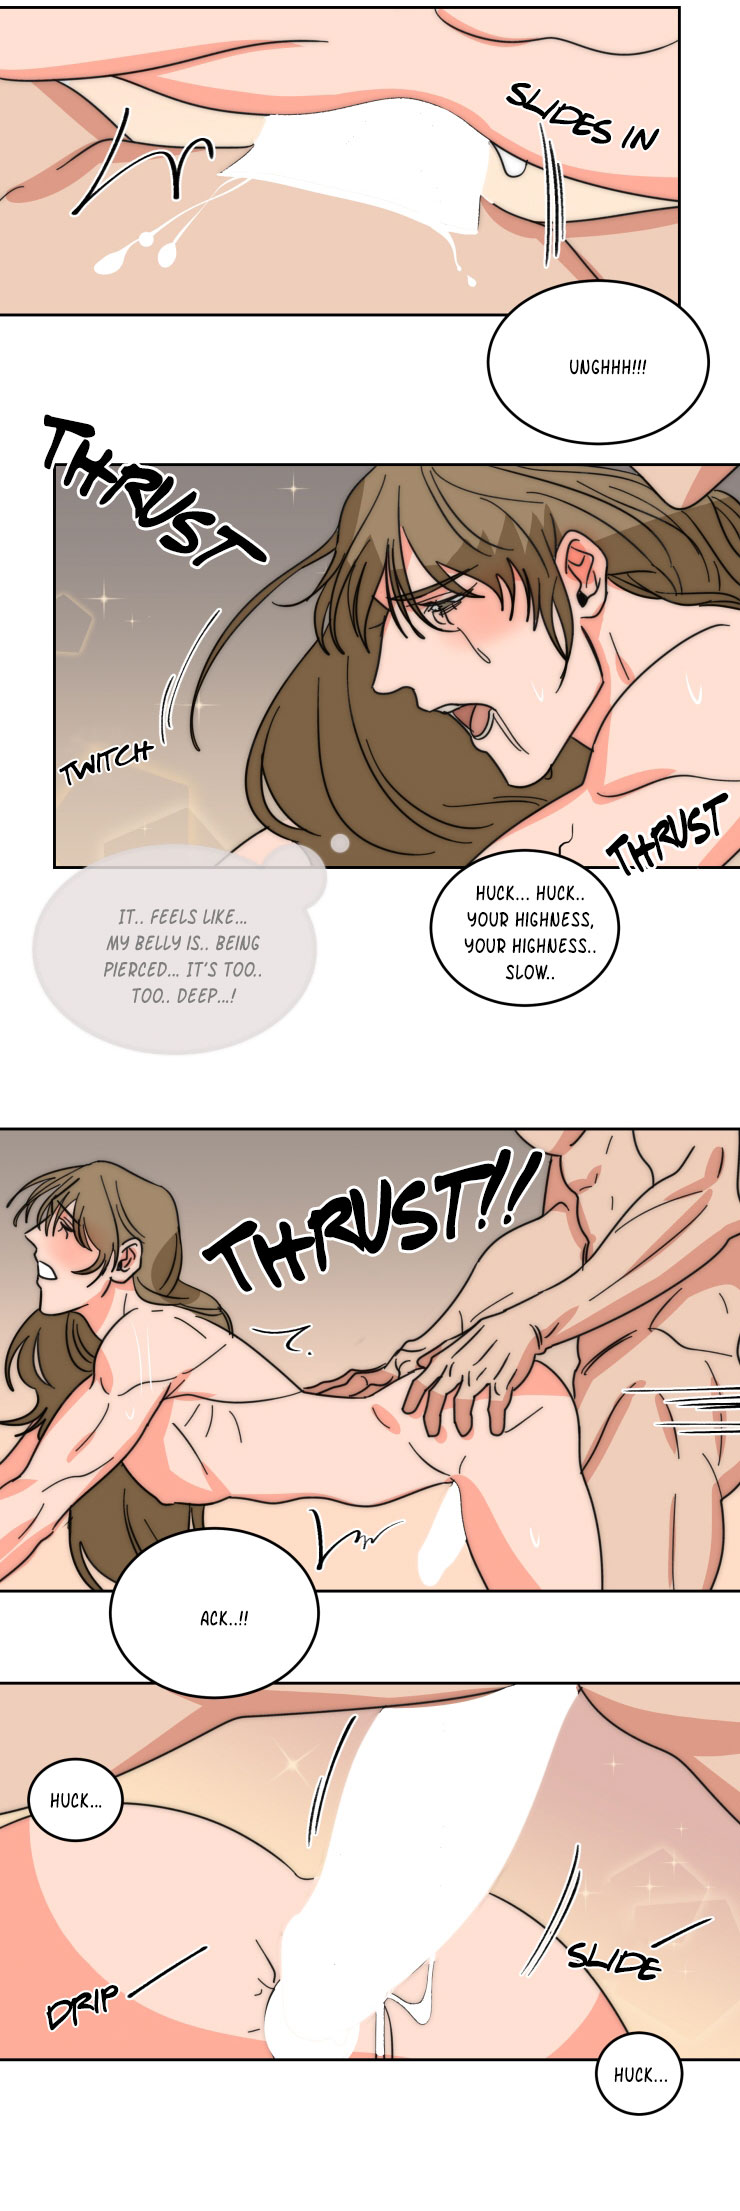 SLIDES IN
UNGHHH!!!
THRUST
TWITCH
THRUST
HUCK... HUCK..
YOUR HIGHNESS,
YOUR HIGHNESS..
SLOW..
IT.. FEELS LIKE...
MY BELLY IS.. BEING
PIERCED... IT'S TOO..
TOO.. DEEP...!
THRUST!!
ACK..!!
HUCK...
SLIDE
DRIP
HUCK...